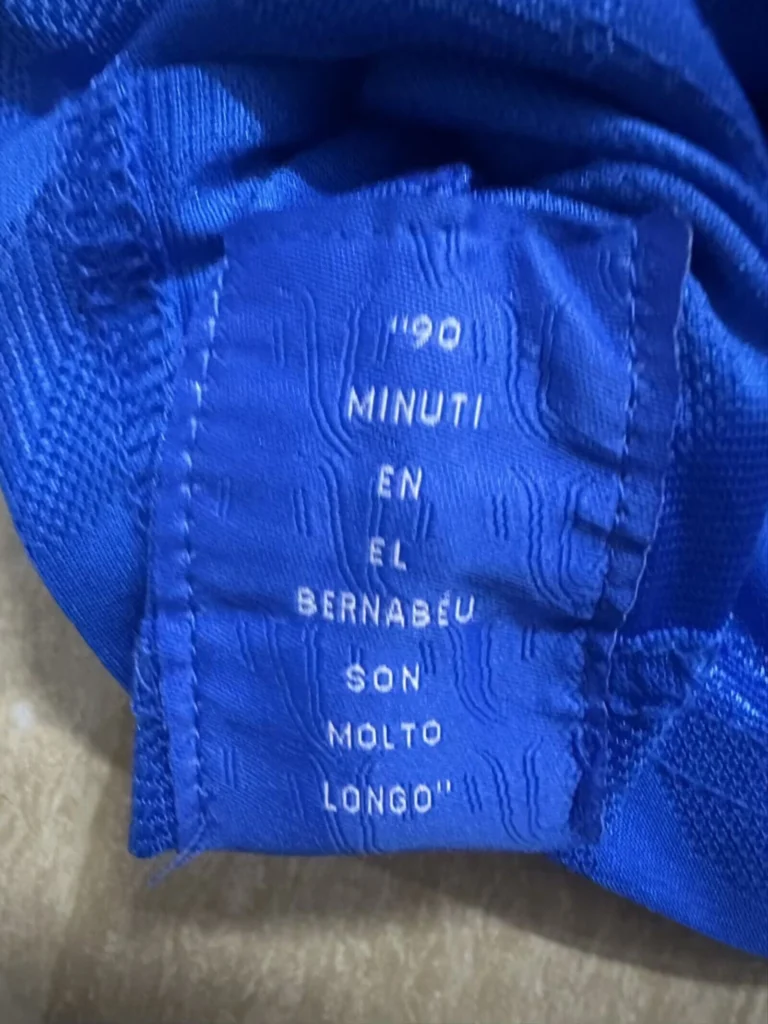 "90
MINUTI
EN
EL
BERNABÉU
SON
MOLTO
LONGO"